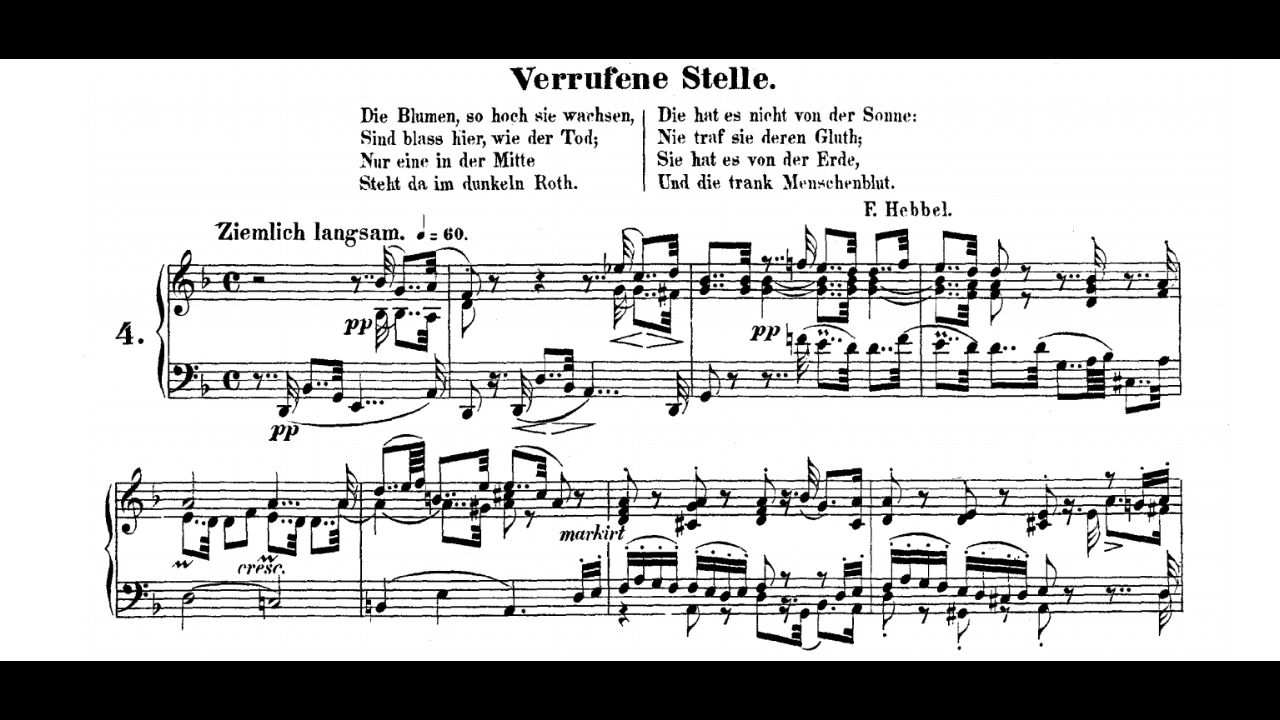 Verrufene Stelle.
Die Blumen, so hoch sie wachsen,
Sind blass hier, wie der Tod;
Nur eine in der Mitte
Steht da im dunkeln Roth.
Die hat es nicht von der Sonne:
Nie traf sie deren Gluth;
Sie hat es von der Erde,
Und die trank Menschenblut.
F. Hebbel.
Ziemlich langsam. ♩= 60.
4.
pp
pp
pp
cresc.
markirt